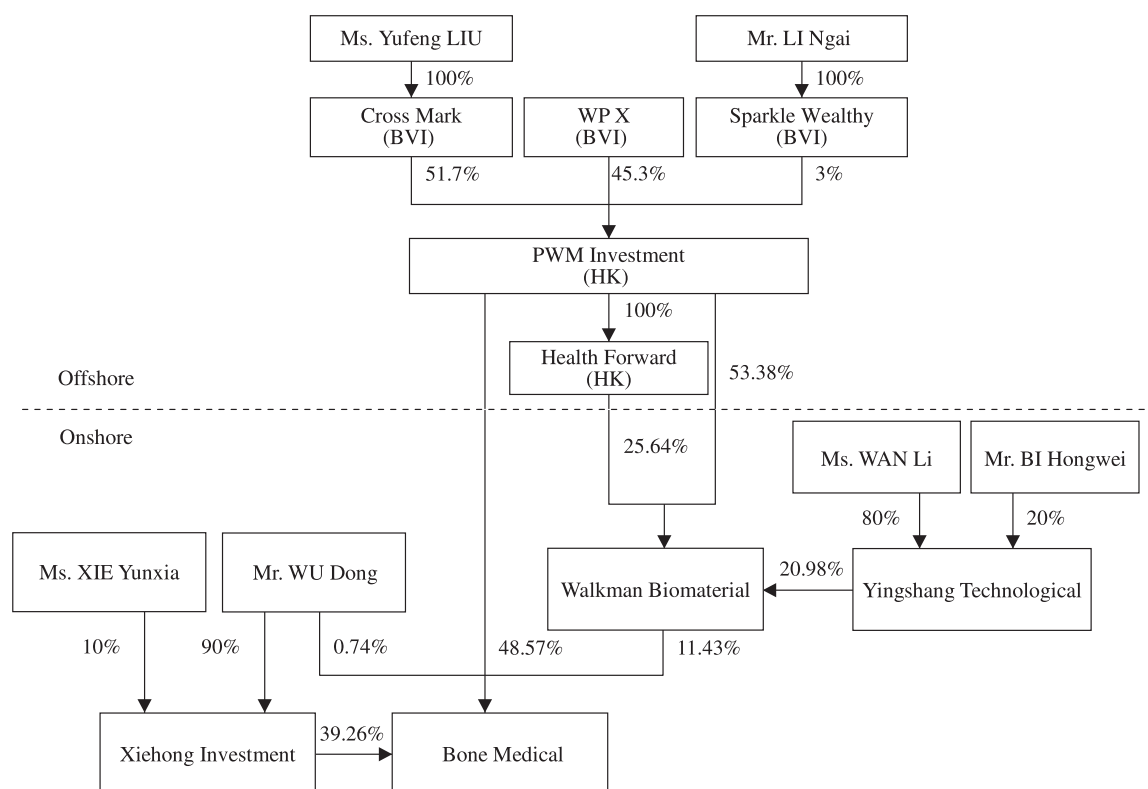 Ms. Yufeng LIU
Mr. LI Ngai
100%
100%
Cross Mark
(BVI)
WP X
(BVI)
Sparkle Wealthy
(BVI)
51.7%
45.3%
3%
PWM Investment
(HK)
100%
Health Forward
(HK)
53.38%
Offshore
Onshore
25.64%
Ms. WAN Li
Mr. BI Hongwei
80%
20%
Ms. XIE Yunxia
Mr. WU Dong
Walkman Biomaterial
20.98%
Yingshang Technological
10%
90%
0.74%
48.57%
11.43%
Xiehong Investment
39.26%
Bone Medical